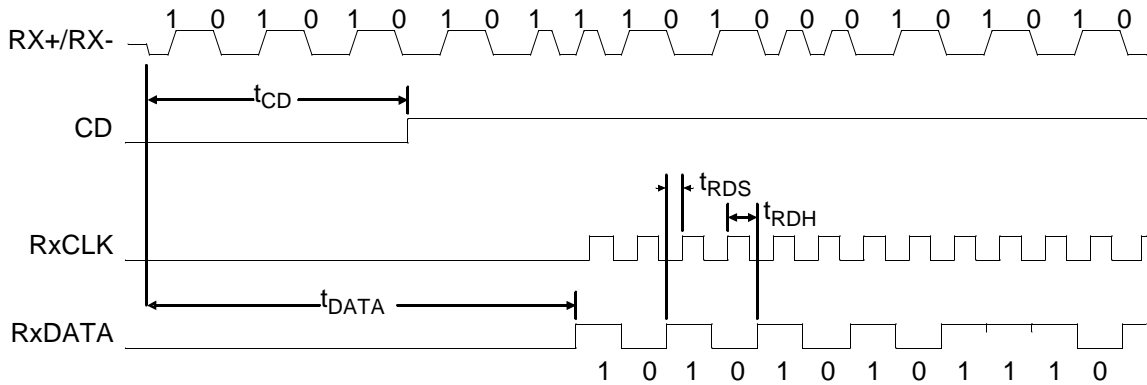 1 0 1 0 1 0 1 0 1 1 1 0 1 0 0 0 1 0 1 0 1 0
RX+/RX-
tCD
CD
tRDS
tRDH
RxCLK
tDATA
RxDATA
1 0 1 0 1 0 1 0 1 1 1 0